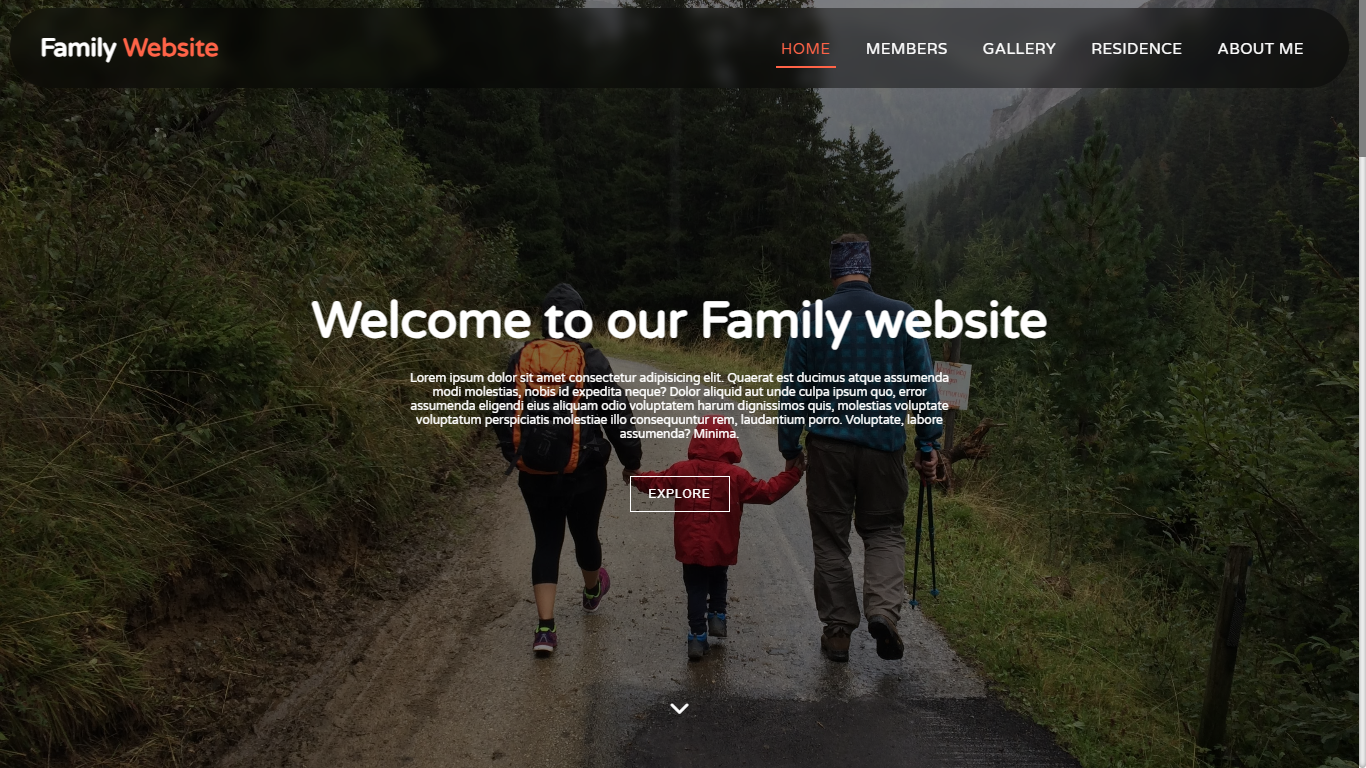 Family Website
HOME MEMBERS GALLERY RESIDENCE ABOUT ME
Welcome to our Family website
Lorem ipsum dolor sit amet consectetur adipisicing elit. Quaerat est ducimus atque assumenda
modi molestias, nobis id expedita neque? Dolor aliquid aut unde culpa ipsum quo, error
assumenda eligendi eius aliquam odio voluptatem harum dignissimos quis, molestias voluptate
voluptatum perspiciatis molestiae illo consequuntur rem, laudantium porro. Voluptate, labore
assumenda? Minima.
EXPLORE